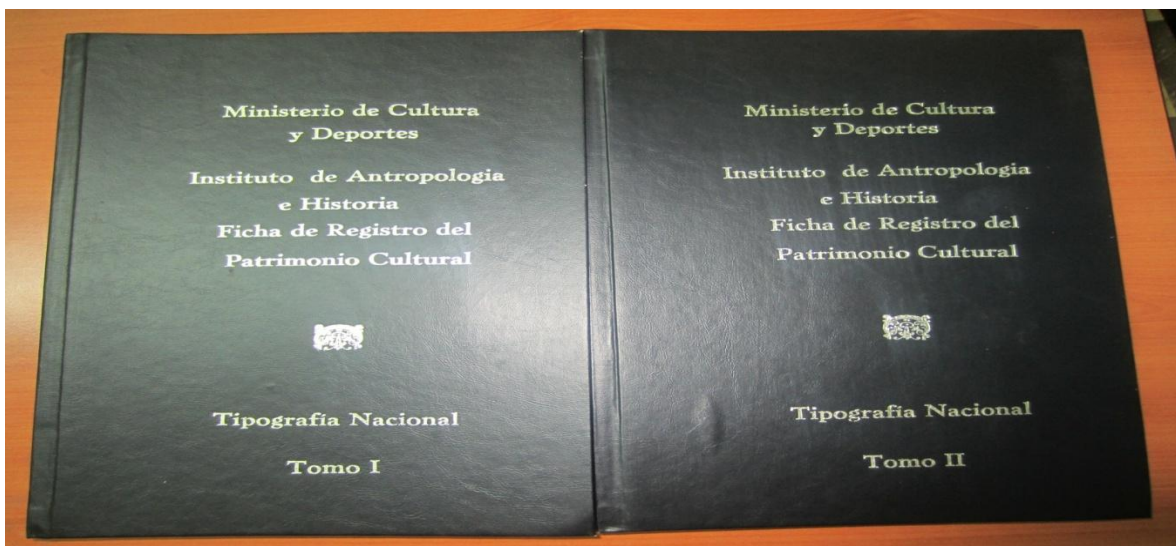 Ministerio de Cultura
y Deportes
Instituto de Antropologia
e Historia
Ficha de Registro del
Patrimonio Cultural
Tipografía Nacional
Tomo I
Ministerio de Cultura
y Deportes
Instituto de Antropologia
e Historia
Ficha de Registro del
Patrimonio Cultural
Tipografía Nacional
Tomo II